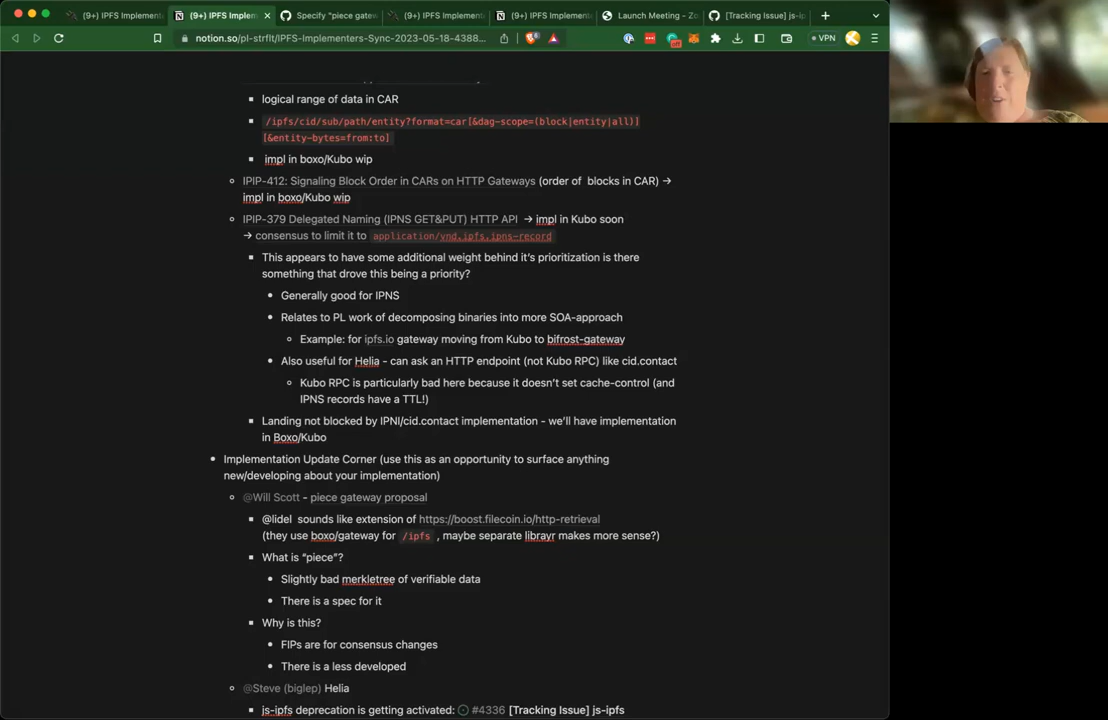 (9+) IPFS Implementers
(9+) IPFS Implemen
Specify "piece gatew
(9+) IPFS Implement
(9+) IPFS Implement
Launch Meeting - Zo
[Tracking Issue] js-ip
notion.so/pl-strflt/IPFS-Implementers-Sync-2023-05-18-4388...
VPN
logical range of data in CAR
/ipfs/cid/sub/path/entity?format=car[&dag-scope=(block|entity|all)]
[&entity-bytes=from:to]
impl in boxo/Kubo wip
IPIP-412: Signaling Block Order in CARs on HTTP Gateways (order of blocks in CAR) →
impl in boxo/Kubo wip
IPIP-379 Delegated Naming (IPNS GET&PUT) HTTP API → impl in Kubo soon
→ consensus to limit it to application/vnd.ipfs.ipns-record
This appears to have some additional weight behind it's prioritization is there
something that drove this being a priority?
Generally good for IPNS
Relates to PL work of decomposing binaries into more SOA-approach
Example: for ipfs.io gateway moving from Kubo to bifrost-gateway
Also useful for Helia - can ask an HTTP endpoint (not Kubo RPC) like cid.contact
Kubo RPC is particularly bad here because it doesn't set cache-control (and
IPNS records have a TTL!)
Landing not blocked by IPNI/cid.contact implementation - we'll have implementation
in Boxo/Kubo
Implementation Update Corner (use this as an opportunity to surface anything
new/developing about your implementation)
@Will Scott - piece gateway proposal
@lidel sounds like extension of https://boost.filecoin.io/http-retrieval
(they use boxo/gateway for /ipfs , maybe separate librayr makes more sense?)
What is "piece"?
Slightly bad merkletree of verifiable data
There is a spec for it
Why is this?
FIPs are for consensus changes
There is a less developed
@Steve (biglep) Helia
js-ipfs deprecation is getting activated: #4336 [Tracking Issue] js-ipfs